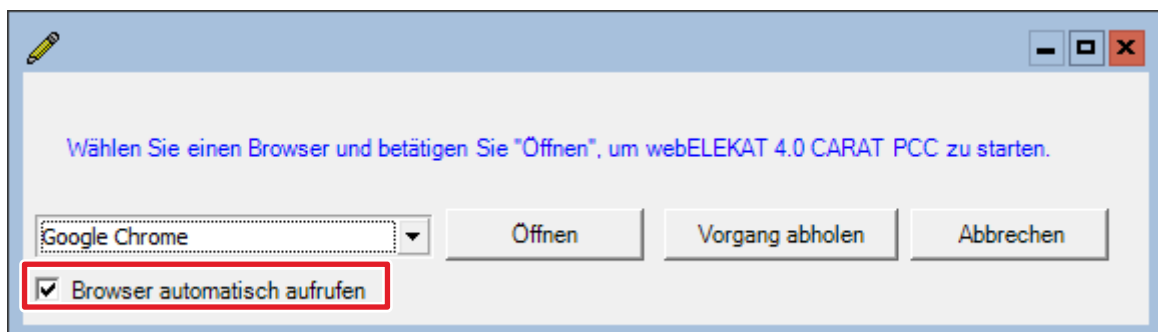 Wählen Sie einen Browser und betätigen Sie "Öffnen", um webELEKAT 4.0 CARAT PCC zu starten.
Google Chrome Öffnen Vorgang abholen Abbrechen
Browser automatisch aufrufen